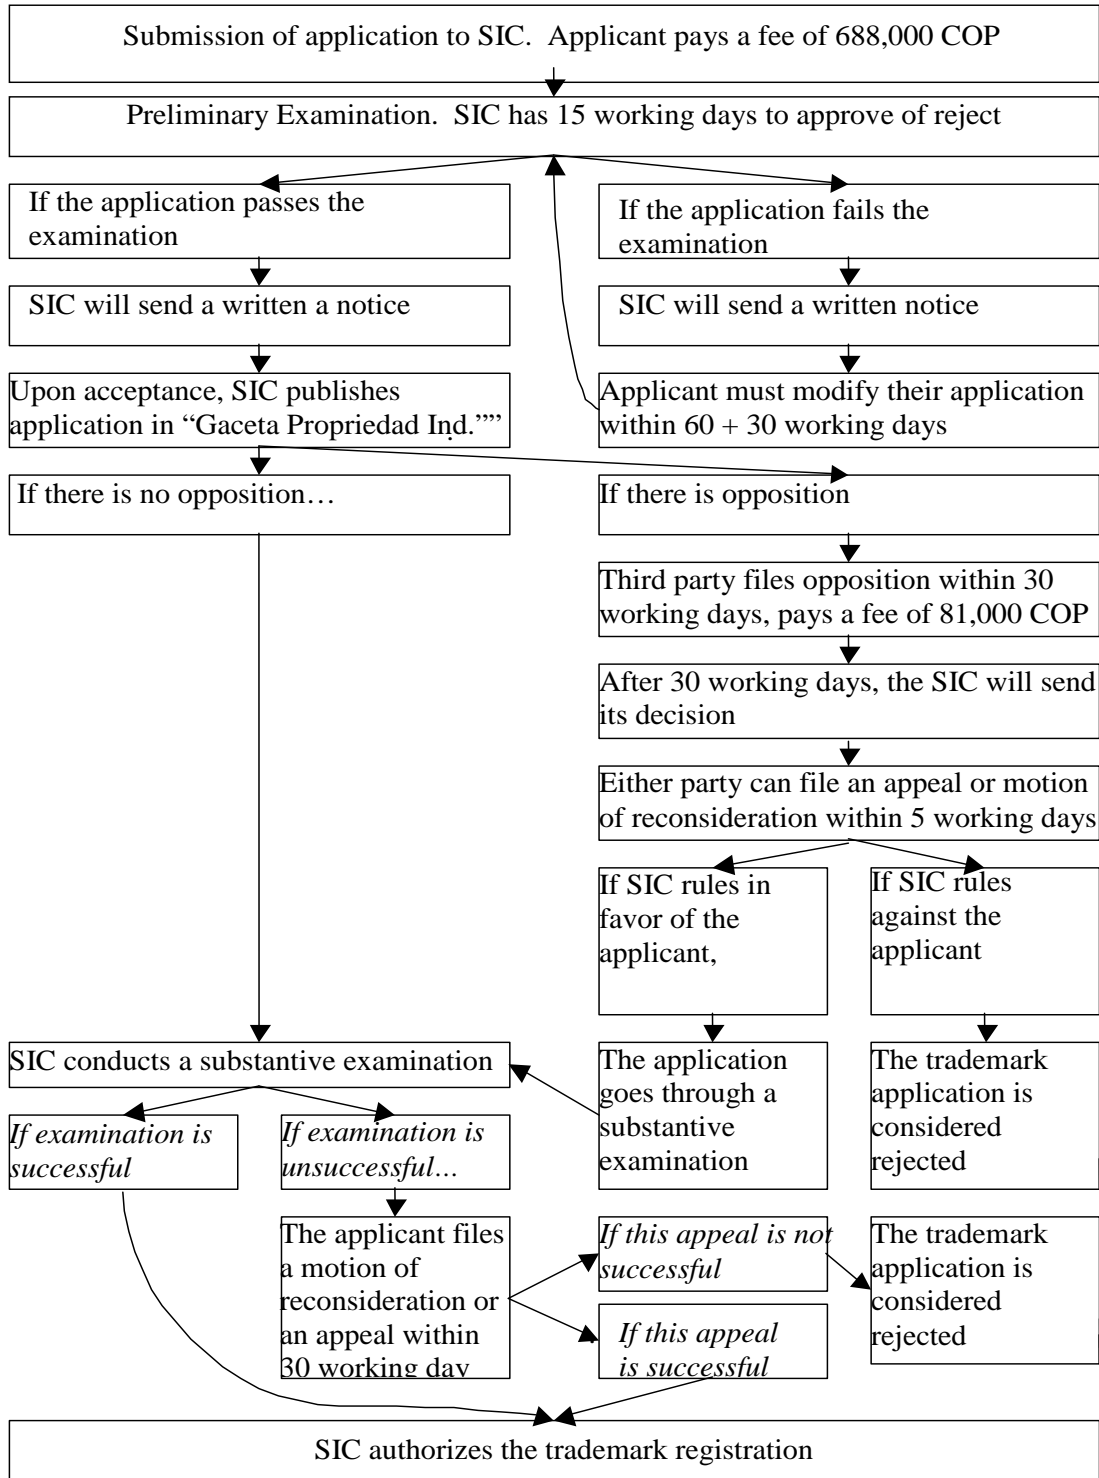 Submission of application to SIC.  Applicant pays a fee of 688,000 COP
Preliminary Examination.  SIC has 15 working days to approve of reject
If the application passes the
examination
If the application fails the
examination
SIC will send a written a notice
SIC will send a written notice
Upon acceptance, SIC publishes
application in “Gaceta Propriedad Ind.””
Applicant must modify their application
within 60 + 30 working days
If there is no opposition…
If there is opposition
Third party files opposition within 30
working days, pays a fee of 81,000 COP
After 30 working days, the SIC will send
its decision
Either party can file an appeal or motion
of reconsideration within 5 working days
If SIC rules in
favor of the
applicant,
If SIC rules
against the
applicant
SIC conducts a substantive examination
The application
goes through a
substantive
examination
The trademark
application is
considered
rejected
If examination is
successful
If examination is
unsuccessful…
The applicant files
a motion of
reconsideration or
an appeal within
30 working day
If this appeal is not
successful
The trademark
application is
considered
rejected
If this appeal
is successful
SIC authorizes the trademark registration